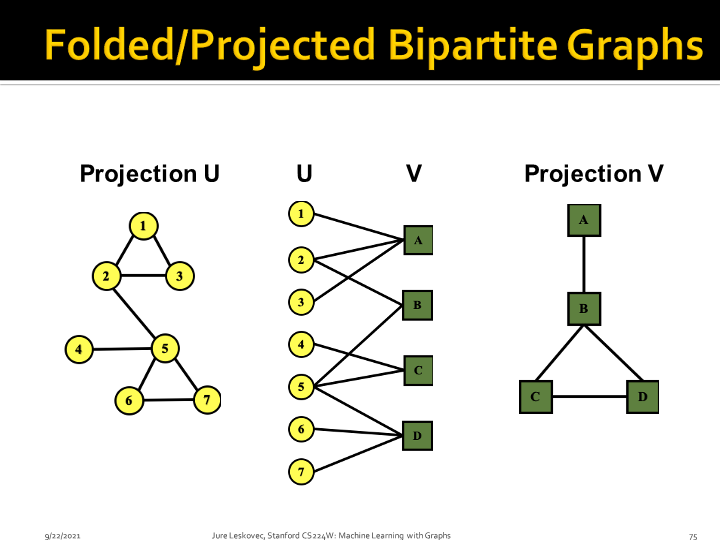 Folded/Projected Bipartite Graphs
Projection U
U
V
Projection V
1
2
3
4
5
6
7
1
2
3
4
5
6
7
A
B
C
D
A
B
C
D
9/22/2021
Jure Leskovec, Stanford CS224W: Machine Learning with Graphs
75